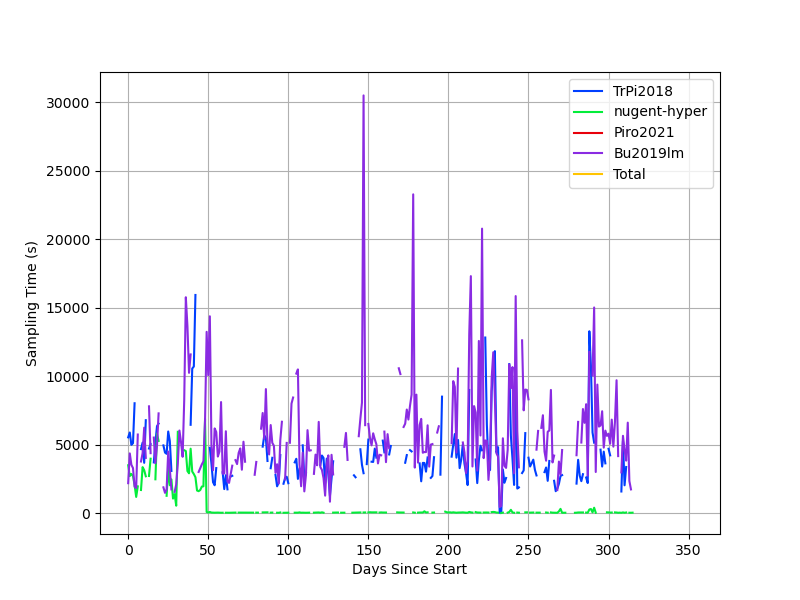 TrPi2018
nugent-hyper
Piro2021
Bu2019lm
Total
30000
25000
20000
15000
10000
5000
0
Sampling Time (s)
0 50 100 150 200 250 300 350
Days Since Start